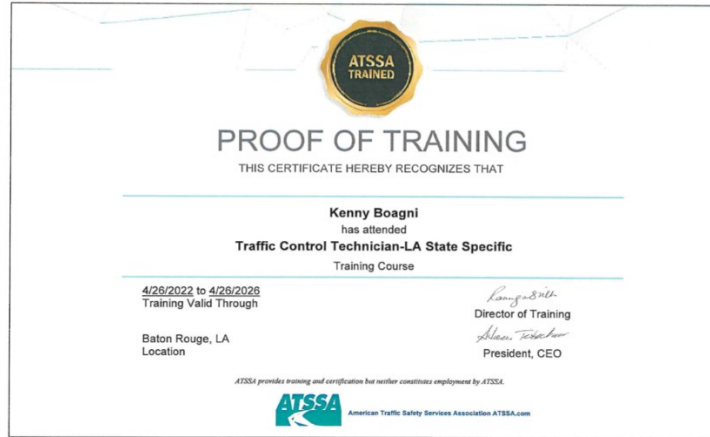 ATSSA
TRAINED
PROOF OF TRAINING
THIS CERTIFICATE HEREBY RECOGNIZES THAT
Kenny Boagni
has attended
Traffic Control Technician-LA State Specific
Training Course
4/26/2022 to 4/26/2026
Training Valid Through
Director of Training
Baton Rouge, LA
Location
President, CEO
ATSSA provides training and certification but neither constitutes employment by ATSSA.
ATSSA
American Traffic Safety Services Association ATSSA.com